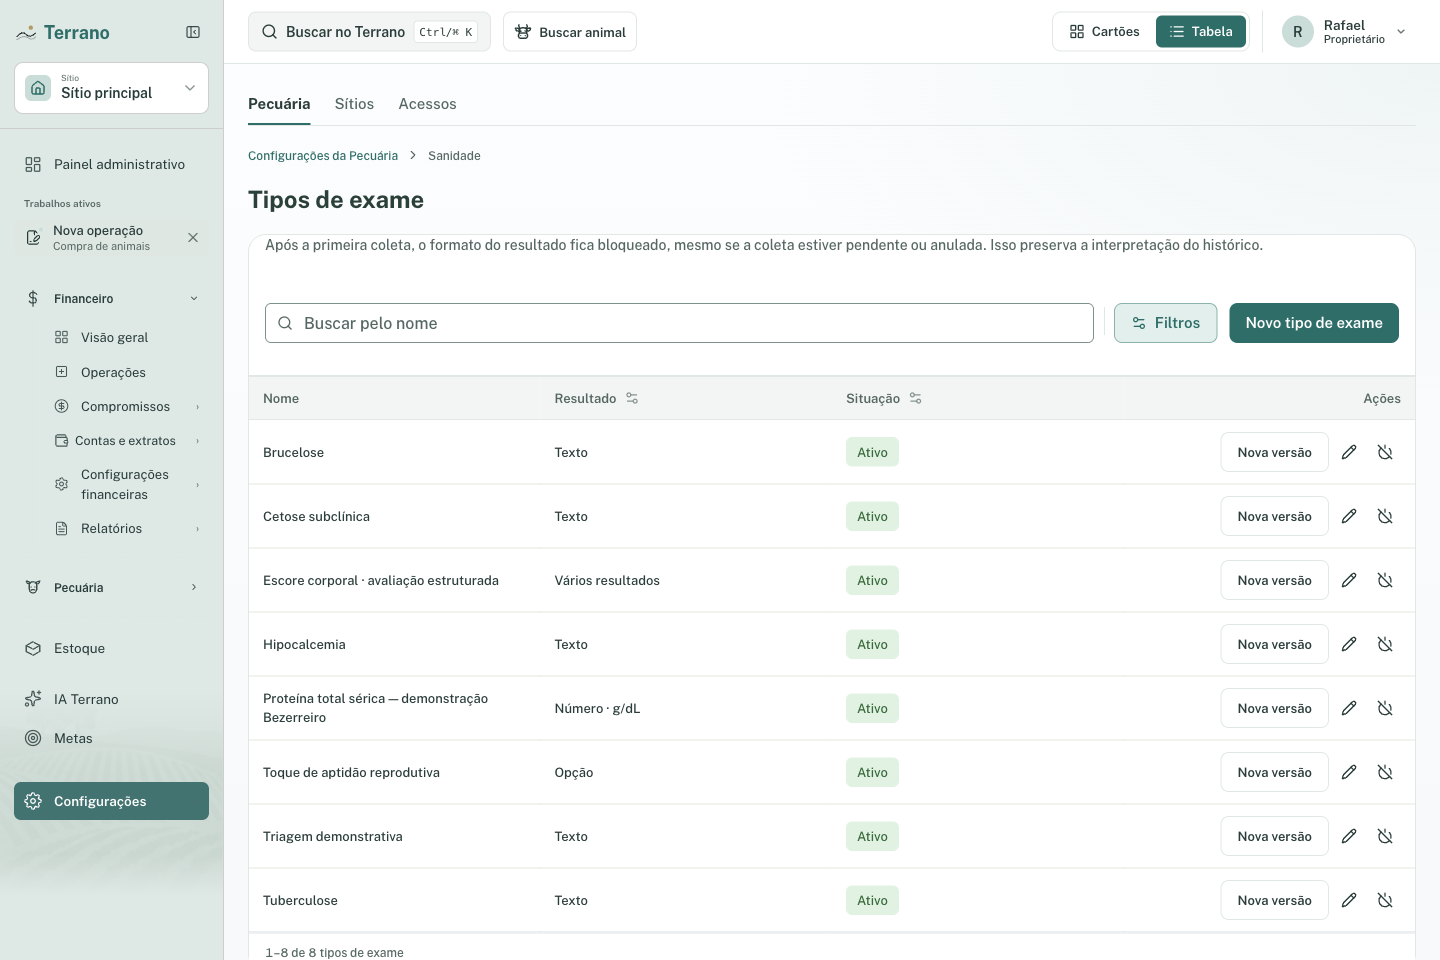 Terrano
Buscar no Terrano Ctrl/⌘ K
Buscar animal
Cartões
Tabela
R
Rafael
Proprietário
Sítio
Sítio principal
Painel administrativo
Trabalhos ativos
Nova operação
Compra de animais
Financeiro
Visão geral
Operações
Compromissos
Contas e extratos
Configurações
financeiras
Relatórios
Pecuária
Estoque
IA Terrano
Metas
Configurações
Pecuária Sítios Acessos
Configurações da Pecuária > Sanidade
Tipos de exame
Após a primeira coleta, o formato do resultado fica bloqueado, mesmo se a coleta estiver pendente ou anulada. Isso preserva a interpretação do histórico.
Buscar pelo nome
Filtros
Novo tipo de exame
Nome Resultado Situação Ações
Brucelose Texto Ativo Nova versão
Cetose subclínica Texto Ativo Nova versão
Escore corporal · avaliação estruturada Vários resultados Ativo Nova versão
Hipocalcemia Texto Ativo Nova versão
Proteína total sérica — demonstração
Bezerreiro Número · g/dL Ativo Nova versão
Toque de aptidão reprodutiva Opção Ativo Nova versão
Triagem demonstrativa Texto Ativo Nova versão
Tuberculose Texto Ativo Nova versão
1–8 de 8 tipos de exame